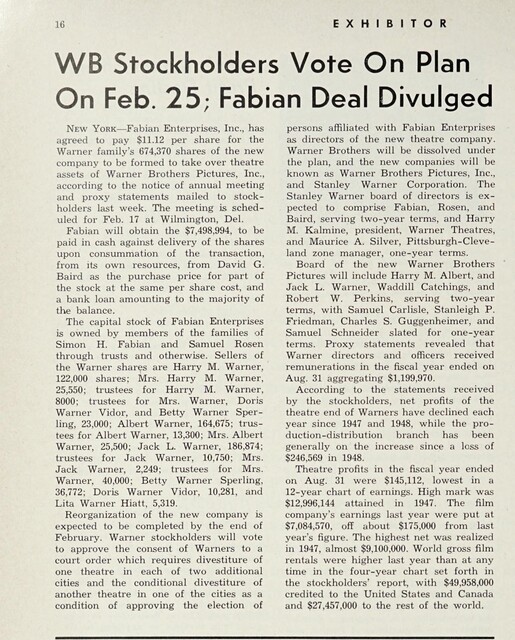 16
EXHIBITOR
WB Stockholders Vote On Plan
On Feb. 25; Fabian Deal Divulged
NEW YORK—Fabian Enterprises, Inc., has
agreed to pay $11.12 per share for the
Warner family's 674,370 shares of the new
company to be formed to take over theatre
assets of Warner Brothers Pictures, Inc.,
according to the notice of annual meeting
and proxy statements mailed to stock-
holders last week. The meeting is sched-
uled for Feb. 17 at Wilmington, Del.
Fabian will obtain the $7,498,994, to be
paid in cash against delivery of the shares
upon consummation of the transaction,
from its own resources, from David G.
Baird as the purchase price for part of
the stock at the same per share cost, and
a bank loan amounting to the majority of
the balance.
The capital stock of Fabian Enterprises
is owned by members of the families of
Simon H. Fabian and Samuel Rosen
through trusts and otherwise. Sellers of
the Warner shares are Harry M. Warner,
122,000 shares; Mrs. Harry M. Warner,
25,550; trustees for Harry M. Warner,
8000; trustees for Mrs. Warner, Doris
Warner Vidor, and Betty Warner Sper-
ling, 23,000; Albert Warner, 164,675; trus-
tees for Albert Warner, 13,300; Mrs. Albert
Warner, 25,500; Jack L. Warner, 186,874;
trustees for Jack Warner, 10,750; Mrs.
Jack Warner, 2,249; trustees for Mrs.
Warner, 40,000; Betty Warner Sperling,
36,772; Doris Warner Vidor, 10,281, and
Lita Warner Hiatt, 5,319.
Reorganization of the new company is
expected to be completed by the end of
February. Warner stockholders will vote
to approve the consent of Warners to a
court order which requires divestiture of
one theatre in each of two additional
cities and the conditional divestiture of
another theatre in one of the cities as a
condition of approving the election of
persons affiliated with Fabian Enterprises
as directors of the new theatre company.
Warner Brothers will be dissolved under
the plan, and the new companies will be
known as Warner Brothers Pictures, Inc.,
and Stanley Warner Corporation. The
Stanley Warner board of directors is ex-
pected to comprise Fabian, Rosen, and
Baird, serving two-year terms, and Harry
M. Kalmine, president, Warner Theatres,
and Maurice A. Silver, Pittsburgh-Cleve-
land zone manager, one-year terms.
Board of the new Warner Brothers
Pictures will include Harry M. Albert, and
Jack L. Warner, Waddill Catchings, and
Robert W. Perkins, serving two-year
terms, with Samuel Carlisle, Stanleigh P.
Friedman, Charles S. Guggenheimer, and
Samuel Schneider slated for one-year
terms. Proxy statements revealed that
Warner directors and officers received
remunerations in the fiscal year ended on
Aug. 31 aggregating $1,199,970.
According to the statements received
by the stockholders, net profits of the
theatre end of Warners have declined each
year since 1947 and 1948, while the pro-
duction-distribution branch has been
generally on the increase since a loss of
$246,569 in 1948.
Theatre profits in the fiscal year ended
on Aug. 31 were $145,112, lowest in a
12-year chart of earnings. High mark was
$12,996,144 attained in 1947. The film
company's earnings last year were put at
$7,084,570, off about $175,000 from last
year's figure. The highest net was realized
in 1947, almost $9,100,000. World gross film
rentals were higher last year than at any
time in the four-year chart set forth in
the stockholders' report, with $49,958,000
credited to the United States and Canada
and $27,457,000 to the rest of the world.